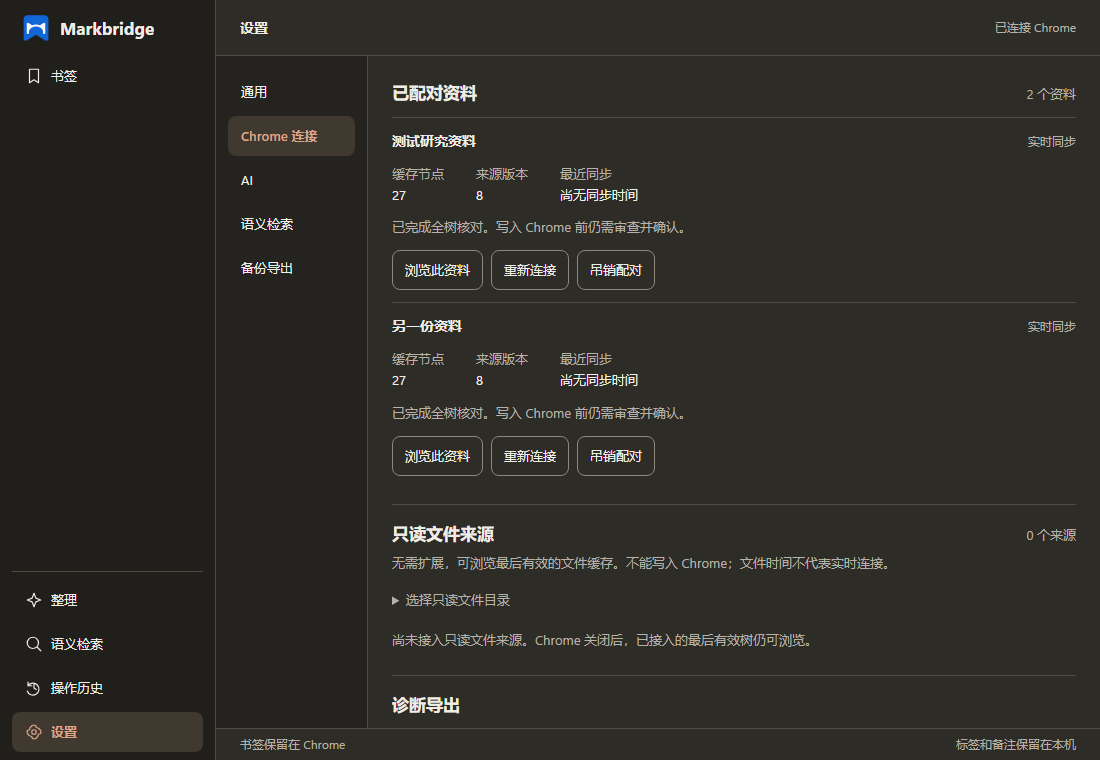 Markbridge
书签
整理
语义检索
操作历史
设置
设置
已连接 Chrome
通用
Chrome 连接
AI
语义检索
备份导出
已配对资料
2 个资料
测试研究资料
实时同步
缓存节点 来源版本 最近同步
27 8 尚无同步时间
已完成全树核对。写入 Chrome 前仍需审查并确认。
浏览此资料 重新连接 吊销配对
另一份资料
实时同步
缓存节点 来源版本 最近同步
27 8 尚无同步时间
已完成全树核对。写入 Chrome 前仍需审查并确认。
浏览此资料 重新连接 吊销配对
只读文件来源
0 个来源
无需扩展，可浏览最后有效的文件缓存。不能写入 Chrome；文件时间不代表实时连接。
选择只读文件目录
尚未接入只读文件来源。Chrome 关闭后，已接入的最后有效树仍可浏览。
诊断导出
书签保留在 Chrome
标签和备注保留在本机